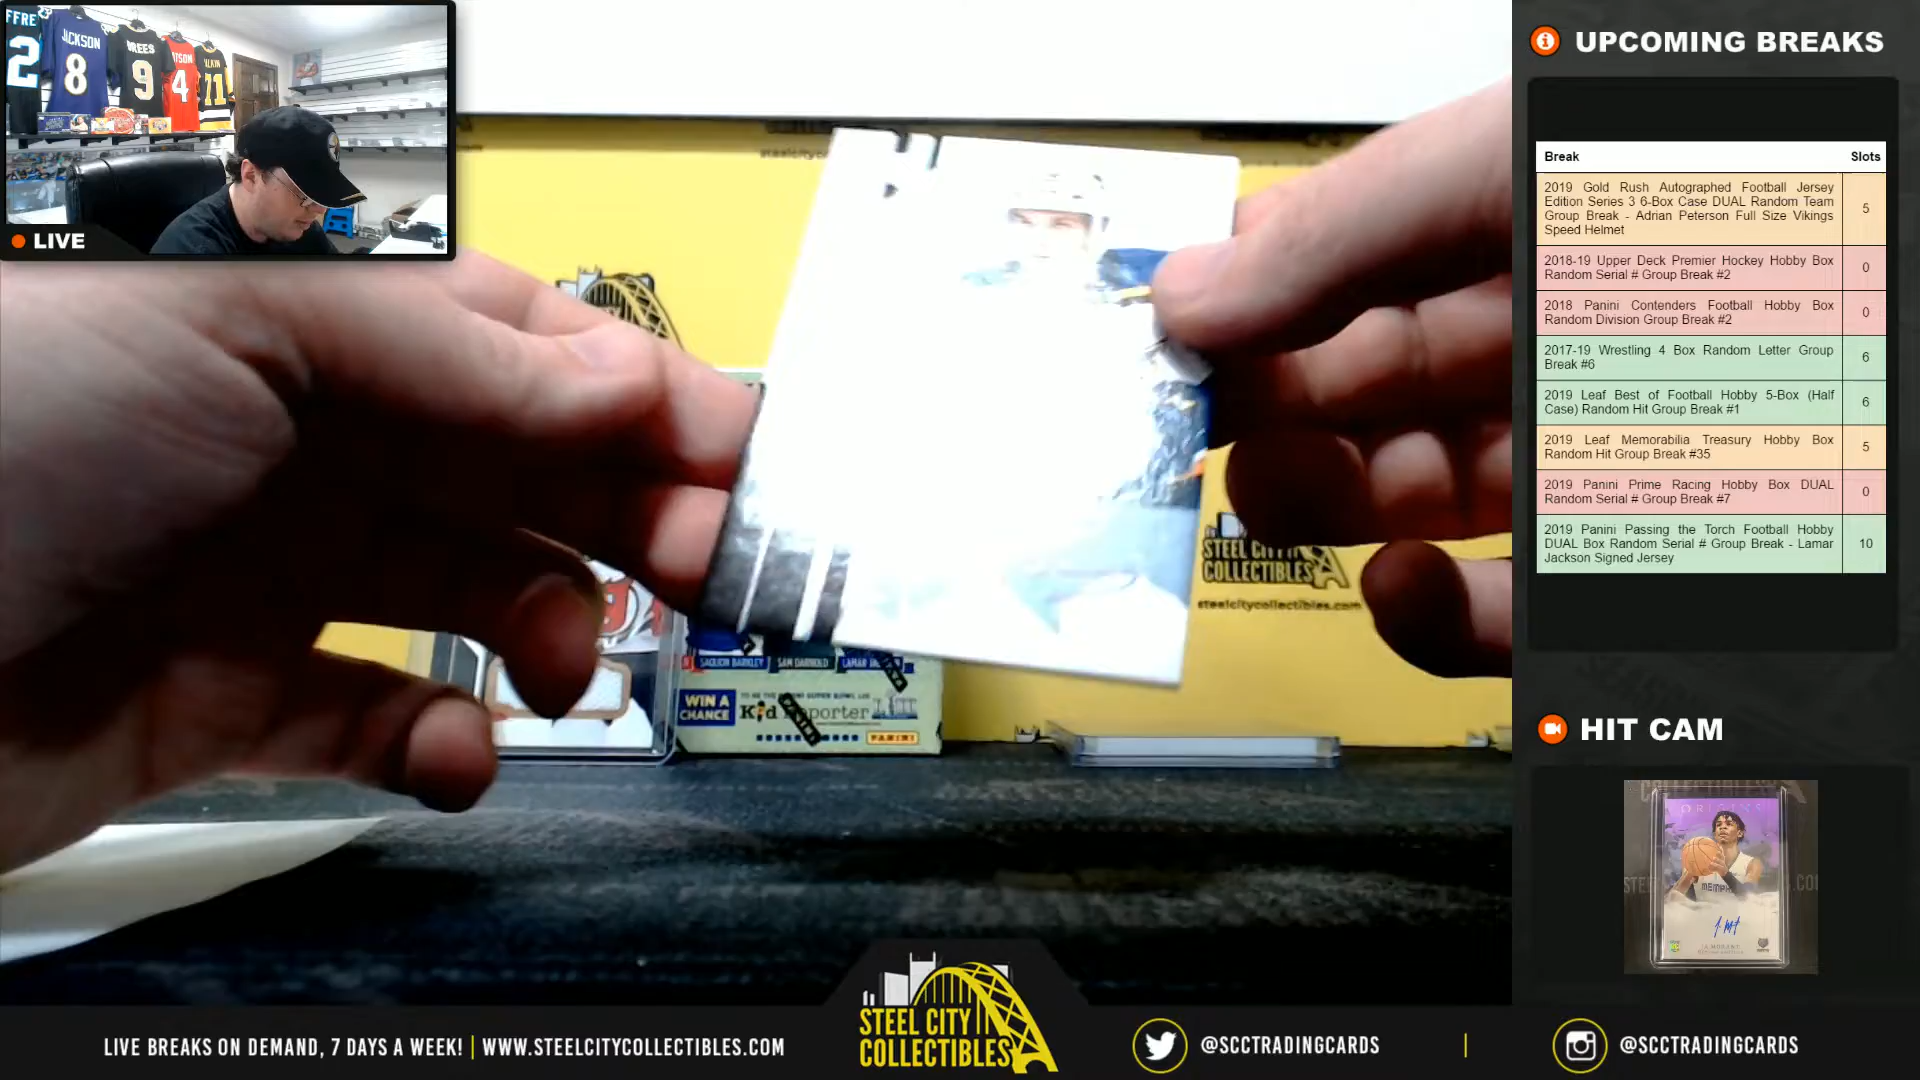 JACKSON
8
BREES
9
4
71
2
LIVE
UPCOMING BREAKS
Break Slots
2019 Gold Rush Autographed Football Jersey
Edition Series 3 6-Box Case DUAL Random Team
Group Break - Adrian Peterson Full Size Vikings
Speed Helmet
5
2018-19 Upper Deck Premier Hockey Hobby Box
Random Serial # Group Break #2
0
2018 Panini Contenders Football Hobby Box
Random Division Group Break #2
0
2017-19 Wrestling 4 Box Random Letter Group
Break #6
6
2019 Leaf Best of Football Hobby 5-Box (Half
Case) Random Hit Group Break #1
6
2019 Leaf Memorabilia Treasury Hobby Box
Random Hit Group Break #35
5
2019 Panini Prime Racing Hobby Box DUAL
Random Serial # Group Break #7
0
2019 Panini Passing the Torch Football Hobby
DUAL Box Random Serial # Group Break - Lamar
Jackson Signed Jersey
10
STEEL CITY
COLLECTIBLES
steelcitycollectibles.com
SAQUON BARKLEY SAM DARNOLD
WIN A
CHANCE
PANINI
HIT CAM
ORIGINS
JA MORANT
STEEL CITY
COLLECTIBLES
LIVE BREAKS ON DEMAND, 7 DAYS A WEEK! | WWW.STEELCITYCOLLECTIBLES.COM
@SCCTRADINGCARDS | @SCCTRADINGCARDS